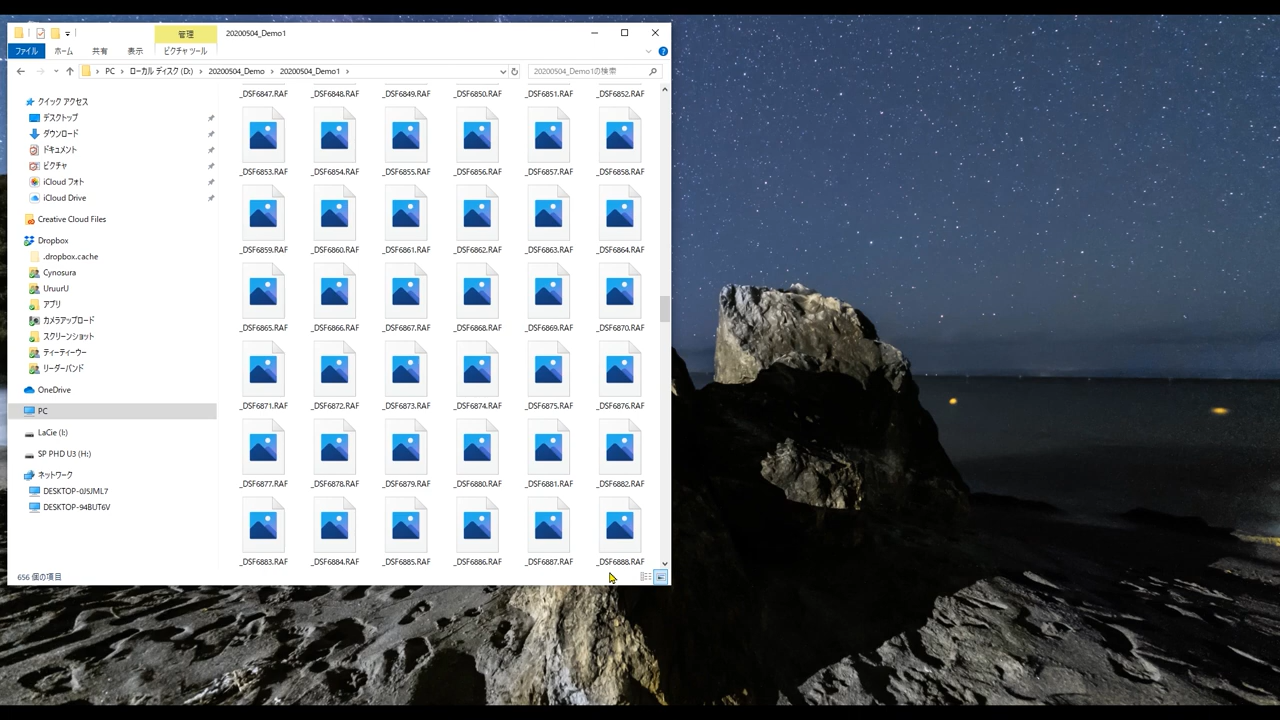 管理
20200504_Demo1
ファイル ホーム 共有 表示 ピクチャ ツール
PC ローカル ディスク (D:) 20200504_Demo 20200504_Demo1
20200504_Demo1の検索
クイック アクセス
デスクトップ
ダウンロード
ドキュメント
ピクチャ
iCloud フォト
iCloud Drive
Creative Cloud Files
Dropbox
.dropbox.cache
Cynosura
UruurU
アプリ
カメラアップロード
スクリーンショット
ティーティーウー
リーダーバンド
OneDrive
PC
LaCie (I:)
SP PHD U3 (H:)
ネットワーク
DESKTOP-0J5JML7
DESKTOP-94BUT6V
_DSF6847.RAF _DSF6848.RAF _DSF6849.RAF _DSF6850.RAF _DSF6851.RAF _DSF6852.RAF
_DSF6853.RAF _DSF6854.RAF _DSF6855.RAF _DSF6856.RAF _DSF6857.RAF _DSF6858.RAF
_DSF6859.RAF _DSF6860.RAF _DSF6861.RAF _DSF6862.RAF _DSF6863.RAF _DSF6864.RAF
_DSF6865.RAF _DSF6866.RAF _DSF6867.RAF _DSF6868.RAF _DSF6869.RAF _DSF6870.RAF
_DSF6871.RAF _DSF6872.RAF _DSF6873.RAF _DSF6874.RAF _DSF6875.RAF _DSF6876.RAF
_DSF6877.RAF _DSF6878.RAF _DSF6879.RAF _DSF6880.RAF _DSF6881.RAF _DSF6882.RAF
_DSF6883.RAF _DSF6884.RAF _DSF6885.RAF _DSF6886.RAF _DSF6887.RAF _DSF6888.RAF
656 個の項目